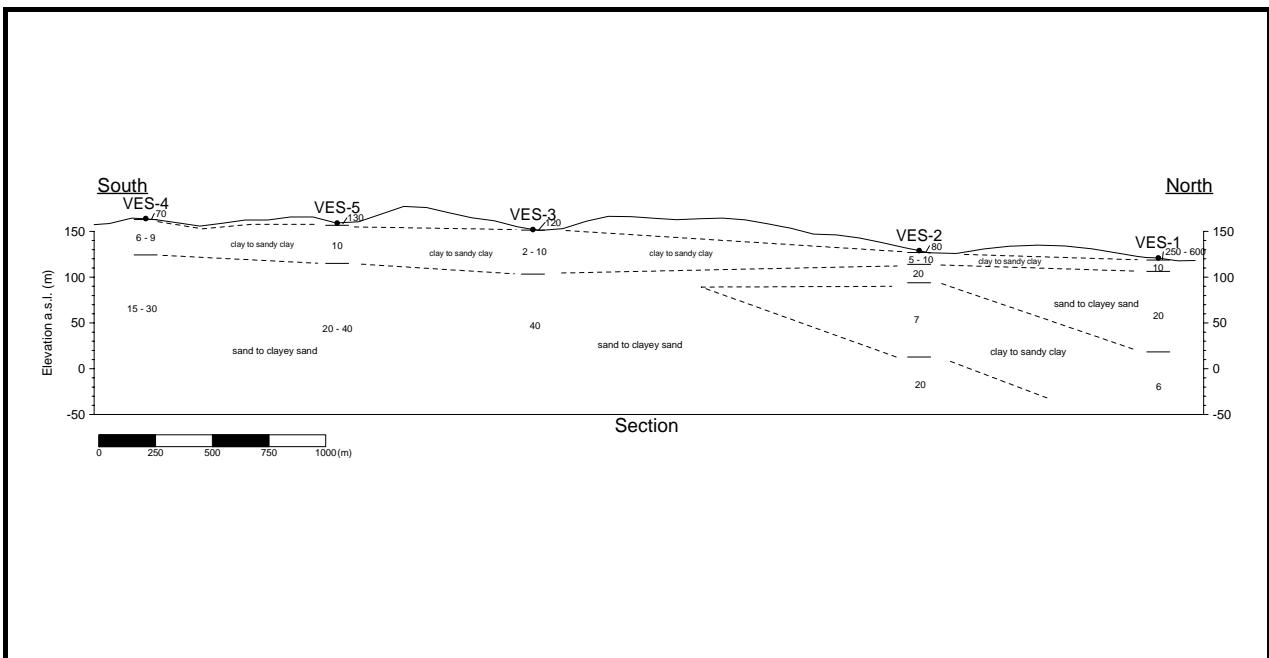 South
North
VES-4
70
VES-5
130
VES-3
120
VES-2
80
VES-1
250 - 600
150
100
50
0
-50
Elevation a.s.l. (m)
6 - 9
clay to sandy clay
10
clay to sandy clay
2 - 10
clay to sandy clay
5 - 10
clay to sandy clay
10
20
15 - 30
20 - 40
40
7
sand to clayey sand
20
sand to clayey sand
sand to clayey sand
clay to sandy clay
20
6
150
100
50
0
-50
Section
0
250
500
750
1000(m)